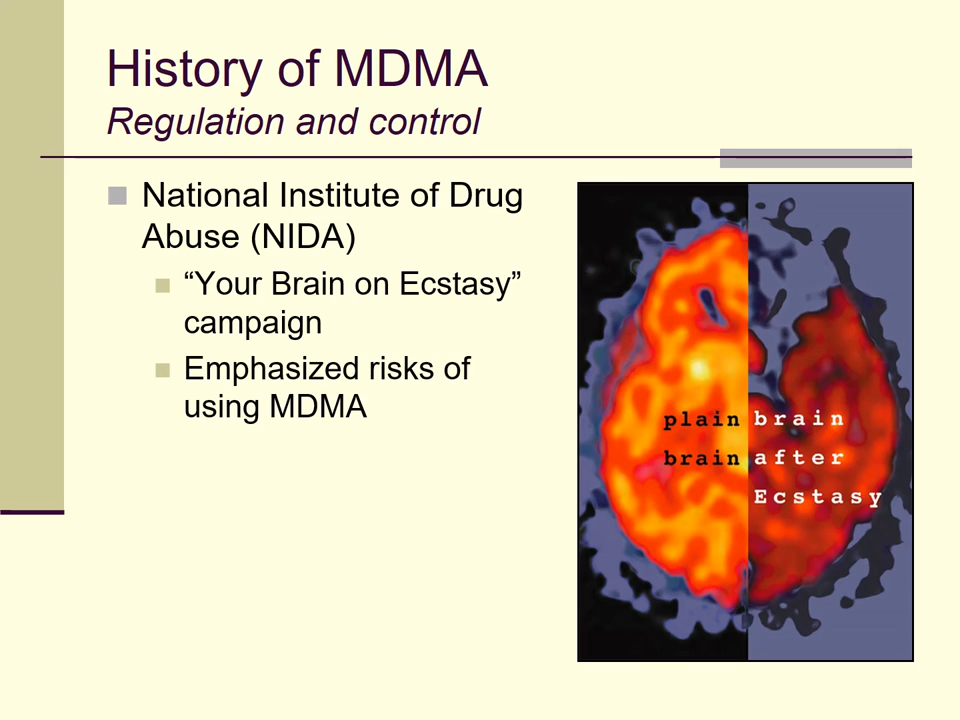 History of MDMA
Regulation and control
National Institute of Drug
Abuse (NIDA)
“Your Brain on Ecstasy”
campaign
Emphasized risks of
using MDMA
plain
brain
brain
after
Ecstasy